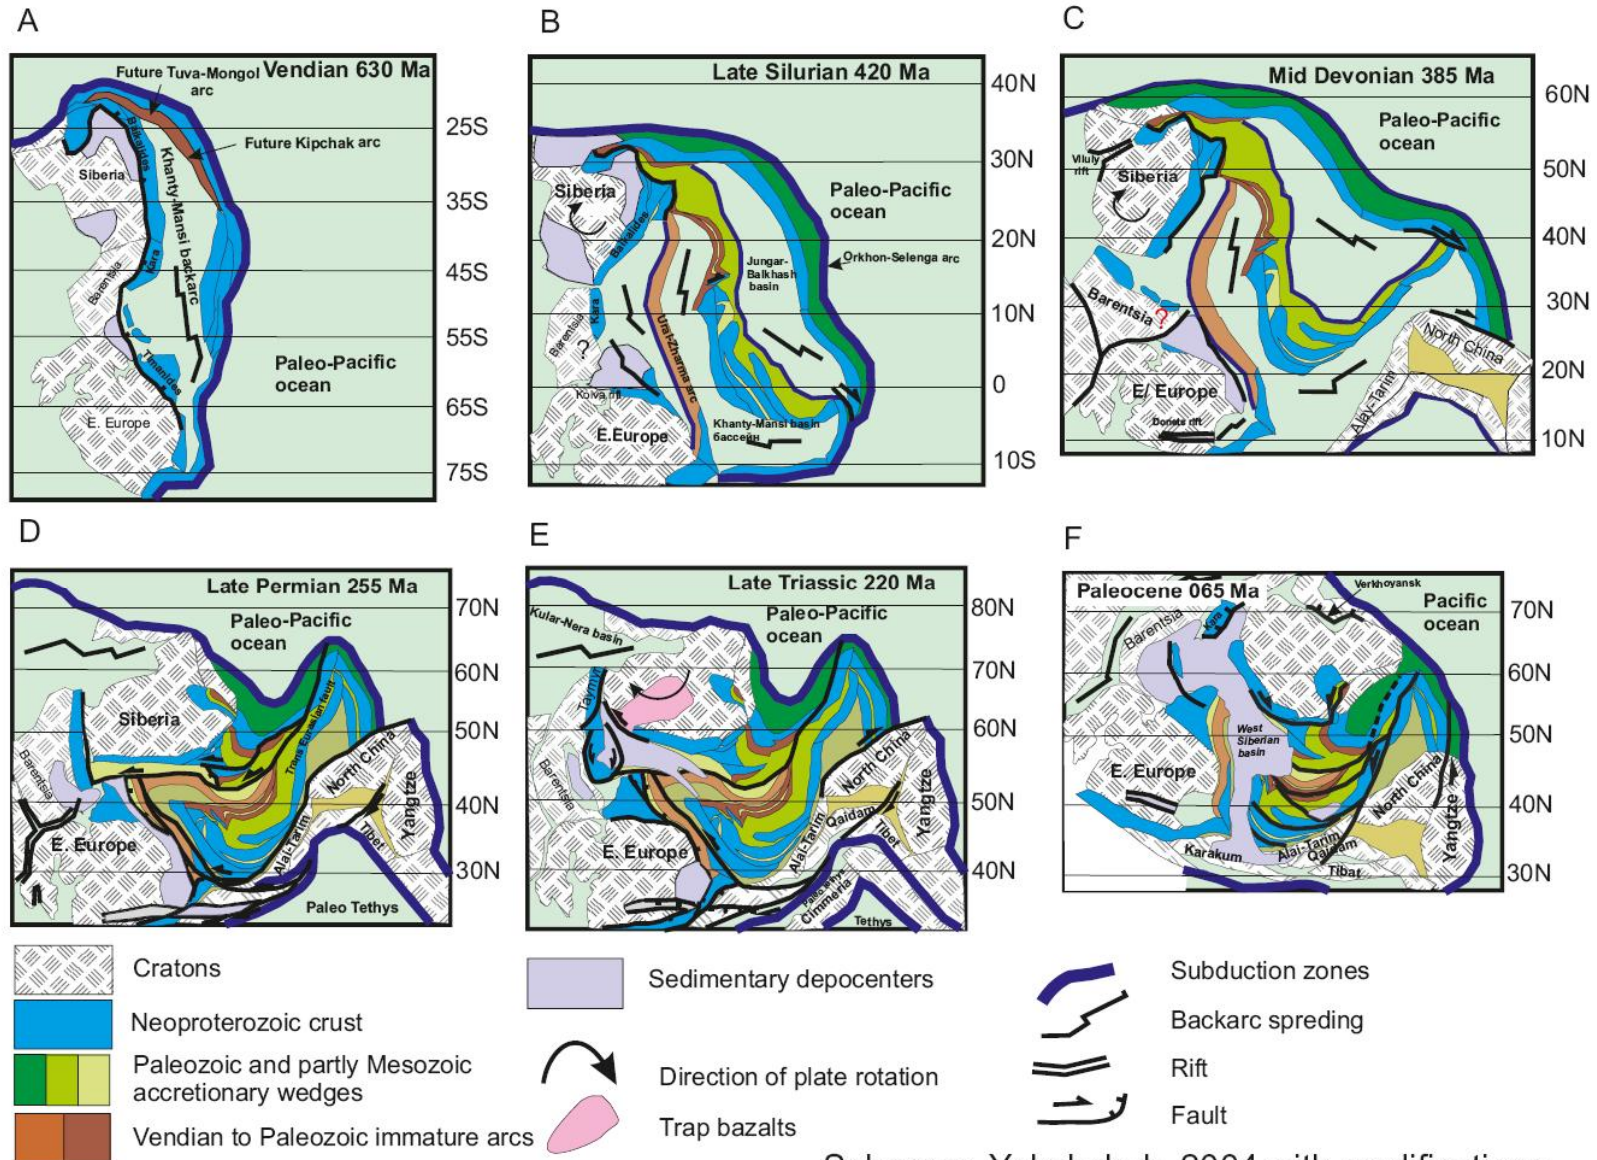 A
Future Tuva-Mongol
arc
Vendian 630 Ma
Future Kipchak arc
Baikalides
Khanty-Mansi backarc
Siberia
Kara
Barentsia
Timanides
E. Europe
Paleo-Pacific
ocean
25S
35S
45S
55S
65S
75S
B
Late Silurian 420 Ma
Siberia
Baikalides
Paleo-Pacific
ocean
Orkhon-Selenga arc
Jungar-
Balkhash
basin
Kara
Barentsia
?
Ural-Zharma arc
Koiva rift
E.Europe
Khanty-Mansi basin
бассейн
40N
30N
20N
10N
0
10S
C
Mid Devonian 385 Ma
Paleo-Pacific
ocean
Viluly
rift
Siberia
Barentsia
?
E/ Europe
Donets rift
North China
Alay-Tarim
60N
50N
40N
30N
20N
10N
D
Late Permian 255 Ma
Paleo-Pacific
ocean
Siberia
Trans Eurasian fault
Barentsia
E. Europe
North China
Alai-Tarim
Tibet
Yangtze
Paleo Tethys
70N
60N
50N
40N
30N
E
Late Triassic 220 Ma
Kular-Nera basin
Paleo-Pacific
ocean
Taymyr
Barentsia
E. Europe
North China
Alai-Tarim
Qaidam
Tibet
Yangtze
Paleo Tethys
Cimmeria
Tethys
80N
70N
60N
50N
40N
F
Paleocene 065 Ma
Verkhoyansk
Pacific
ocean
Barentsia
Kara
West
Siberian
basin
E. Europe
North China
Karakum
Alai-Tarim
Qaidam
Tibat
Yangtze
70N
60N
50N
40N
30N
Cratons
Neoproterozoic crust
Paleozoic and partly Mesozoic
accretionary wedges
Vendian to Paleozoic immature arcs
Sedimentary depocenters
Direction of plate rotation
Trap bazalts
Subduction zones
Backarc spreding
Rift
Fault